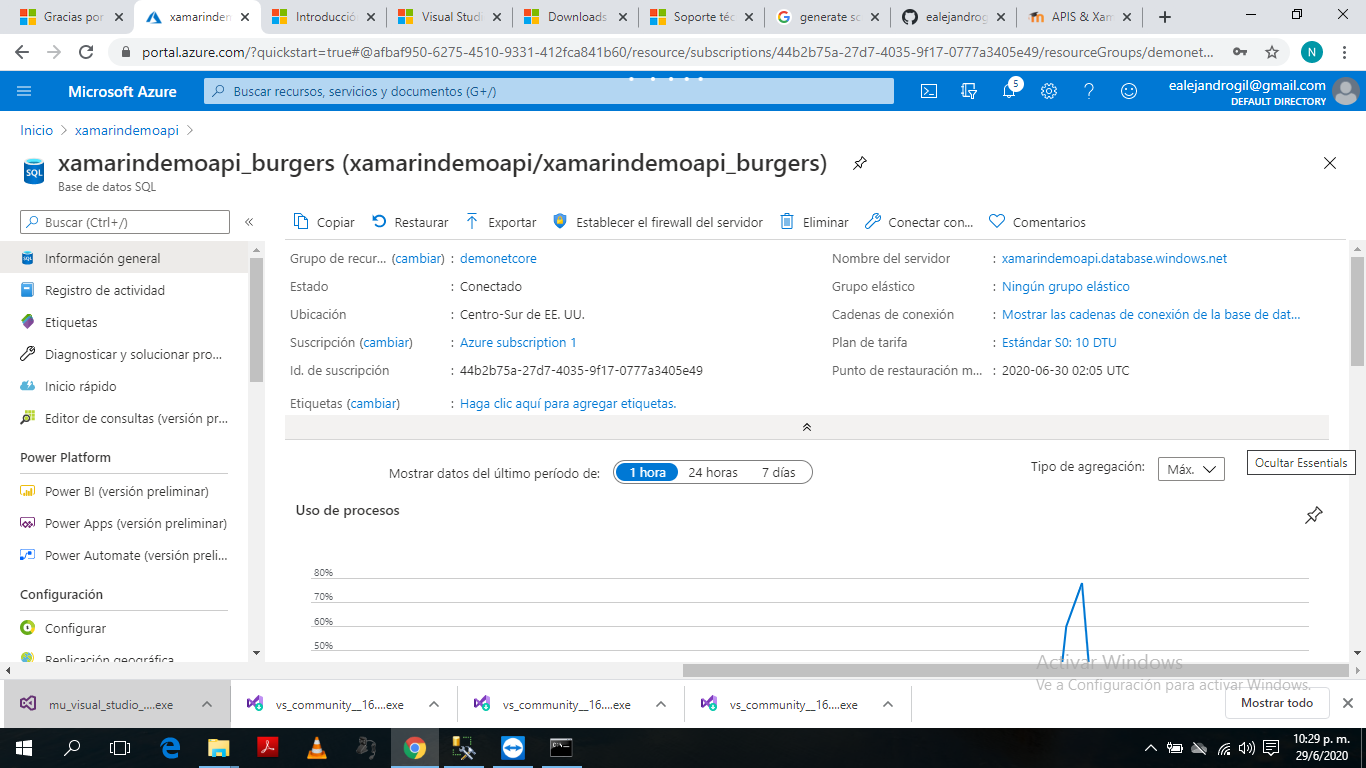 Gracias por
xamarinden
Introducció
Visual Studi
Downloads
Soporte téc
generate sc
ealejandrog
APIS & Xam
portal.azure.com/?quickstart=true#@afbaf950-6275-4510-9331-412fca841b60/resource/subscriptions/44b2b75a-27d7-4035-9f17-0777a3405e49/resourceGroups/demonet...
N
Microsoft Azure
Buscar recursos, servicios y documentos (G+/)
5
ealejandrogil@gmail.com
DEFAULT DIRECTORY
Inicio > xamarindemoapi >
SQL
xamarindemoapi_burgers (xamarindemoapi/xamarindemoapi_burgers)
Base de datos SQL
Buscar (Ctrl+/)
«
Copiar
Restaurar
Exportar
Establecer el firewall del servidor
Eliminar
Conectar con...
Comentarios
Información general
Registro de actividad
Etiquetas
Diagnosticar y solucionar pro...
Inicio rápido
Editor de consultas (versión pr...
Power Platform
Power BI (versión preliminar)
Power Apps (versión preliminar)
Power Automate (versión preli...
Configuración
Configurar
Replicación geográfica
Grupo de recur... (cambiar) : demonetcore
Estado : Conectado
Ubicación : Centro-Sur de EE. UU.
Suscripción (cambiar) : Azure subscription 1
Id. de suscripción : 44b2b75a-27d7-4035-9f17-0777a3405e49
Etiquetas (cambiar) : Haga clic aquí para agregar etiquetas.
Nombre del servidor : xamarindemoapi.database.windows.net
Grupo elástico : Ningún grupo elástico
Cadenas de conexión : Mostrar las cadenas de conexión de la base de dat...
Plan de tarifa : Estándar S0: 10 DTU
Punto de restauración m... : 2020-06-30 02:05 UTC
Mostrar datos del último período de: 1 hora 24 horas 7 días
Tipo de agregación: Máx.
Ocultar Essentials
Uso de procesos
80%
70%
60%
50%
Activar Windows
Ve a Configuración para activar Windows.
mu_visual_studio_....exe
vs_community__16....exe
vs_community__16....exe
vs_community__16....exe
Mostrar todo
10:29 p. m.
29/6/2020